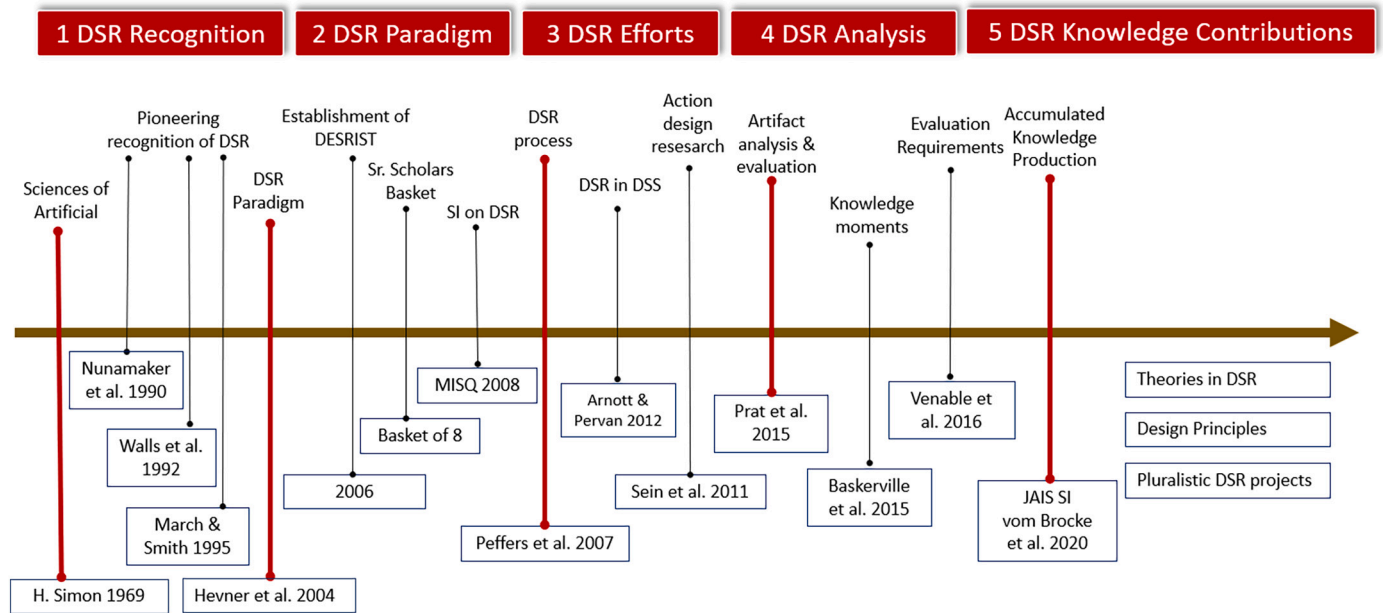 1 DSR Recognition
2 DSR Paradigm
3 DSR Efforts
4 DSR Analysis
5 DSR Knowledge Contributions
Pioneering
recognition of DSR
Sciences of
Artificial
DSR
Paradigm
Establishment of
DESRIST
Sr. Scholars
Basket
SI on DSR
DSR
process
DSR in DSS
Action
design
resesarch
Artifact
analysis &
evaluation
Knowledge
moments
Evaluation
Requirements
Accumulated
Knowledge
Production
Nunamaker
et al. 1990
Walls et al.
1992
March &
Smith 1995
H. Simon 1969
Hevner et al. 2004
2006
Basket of 8
MISQ 2008
Peffers et al. 2007
Arnott &
Pervan 2012
Sein et al. 2011
Prat et al.
2015
Baskerville
et al. 2015
Venable et
al. 2016
JAIS SI
vom Brocke
et al. 2020
Theories in DSR
Design Principles
Pluralistic DSR projects